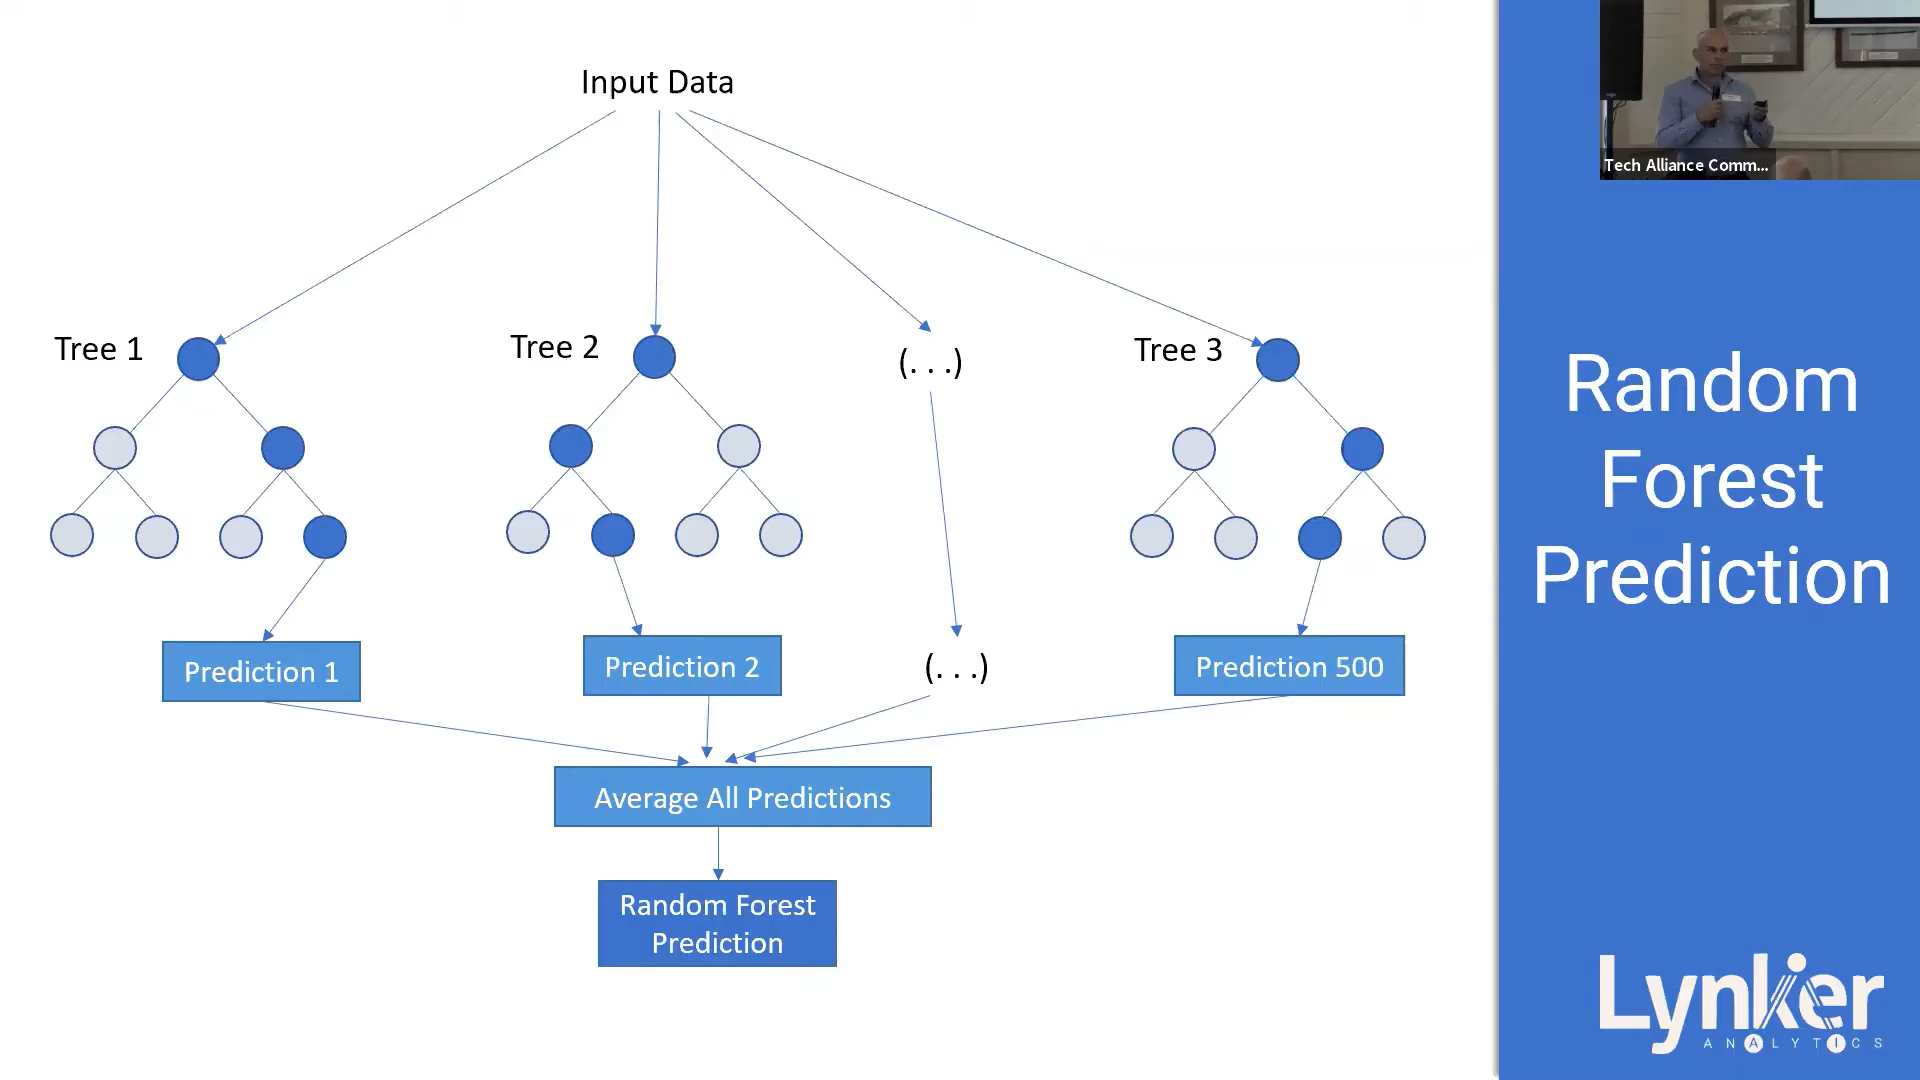 Input Data
Tech Alliance Comm...
Tree 1
Tree 2
(. . .)
Tree 3
Random
Forest
Prediction
Prediction 1
Prediction 2
(. . .)
Prediction 500
Average All Predictions
Random Forest
Prediction
Lynker
ANALYTICS